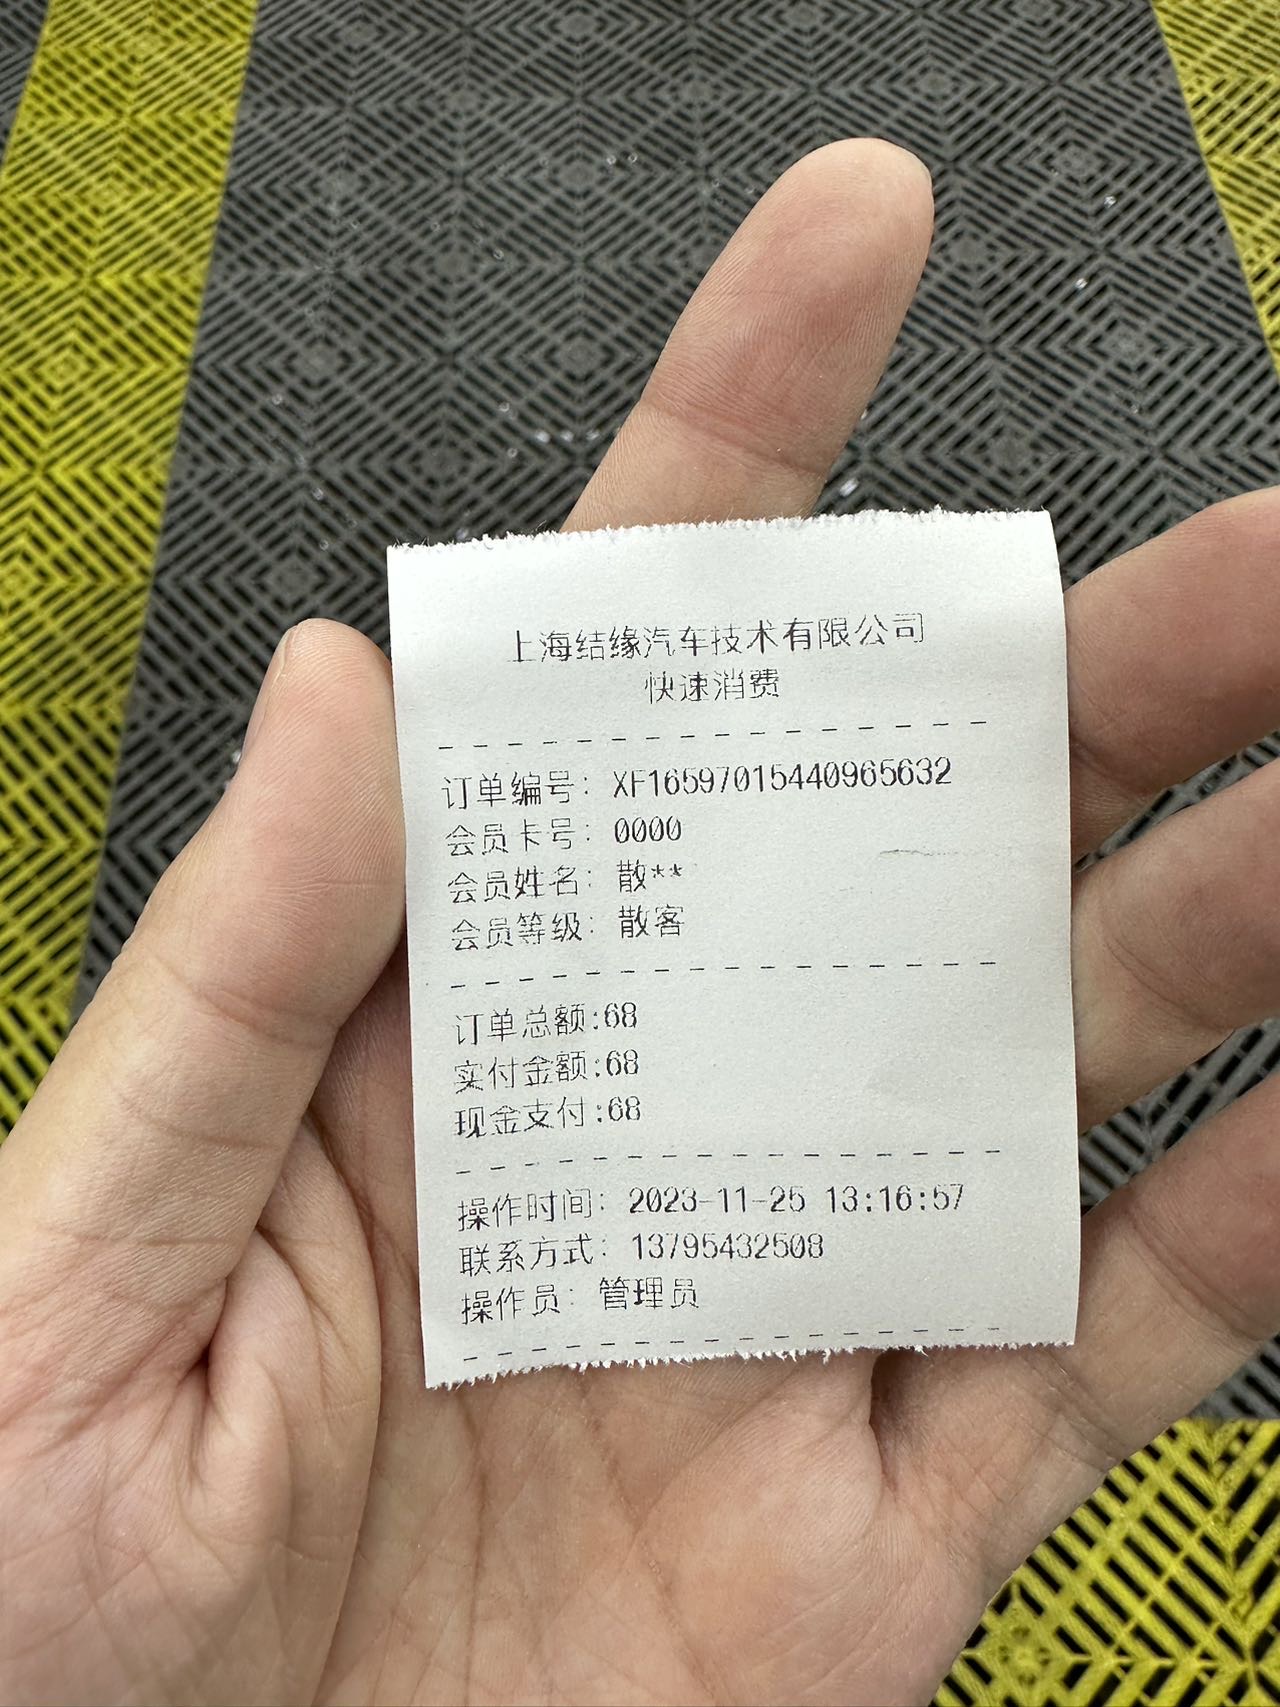 上海结缘汽车技术有限公司
快速消费
----------------
订单编号: XF16597015440965632
会员卡号: 0000
会员姓名: 散**
会员等级: 散客
----------------
订单总额:68
实付金额:68
现金支付:68
----------------
操作时间: 2023-11-25 13:16:57
联系方式: 13795432508
操作员: 管理员
----------------